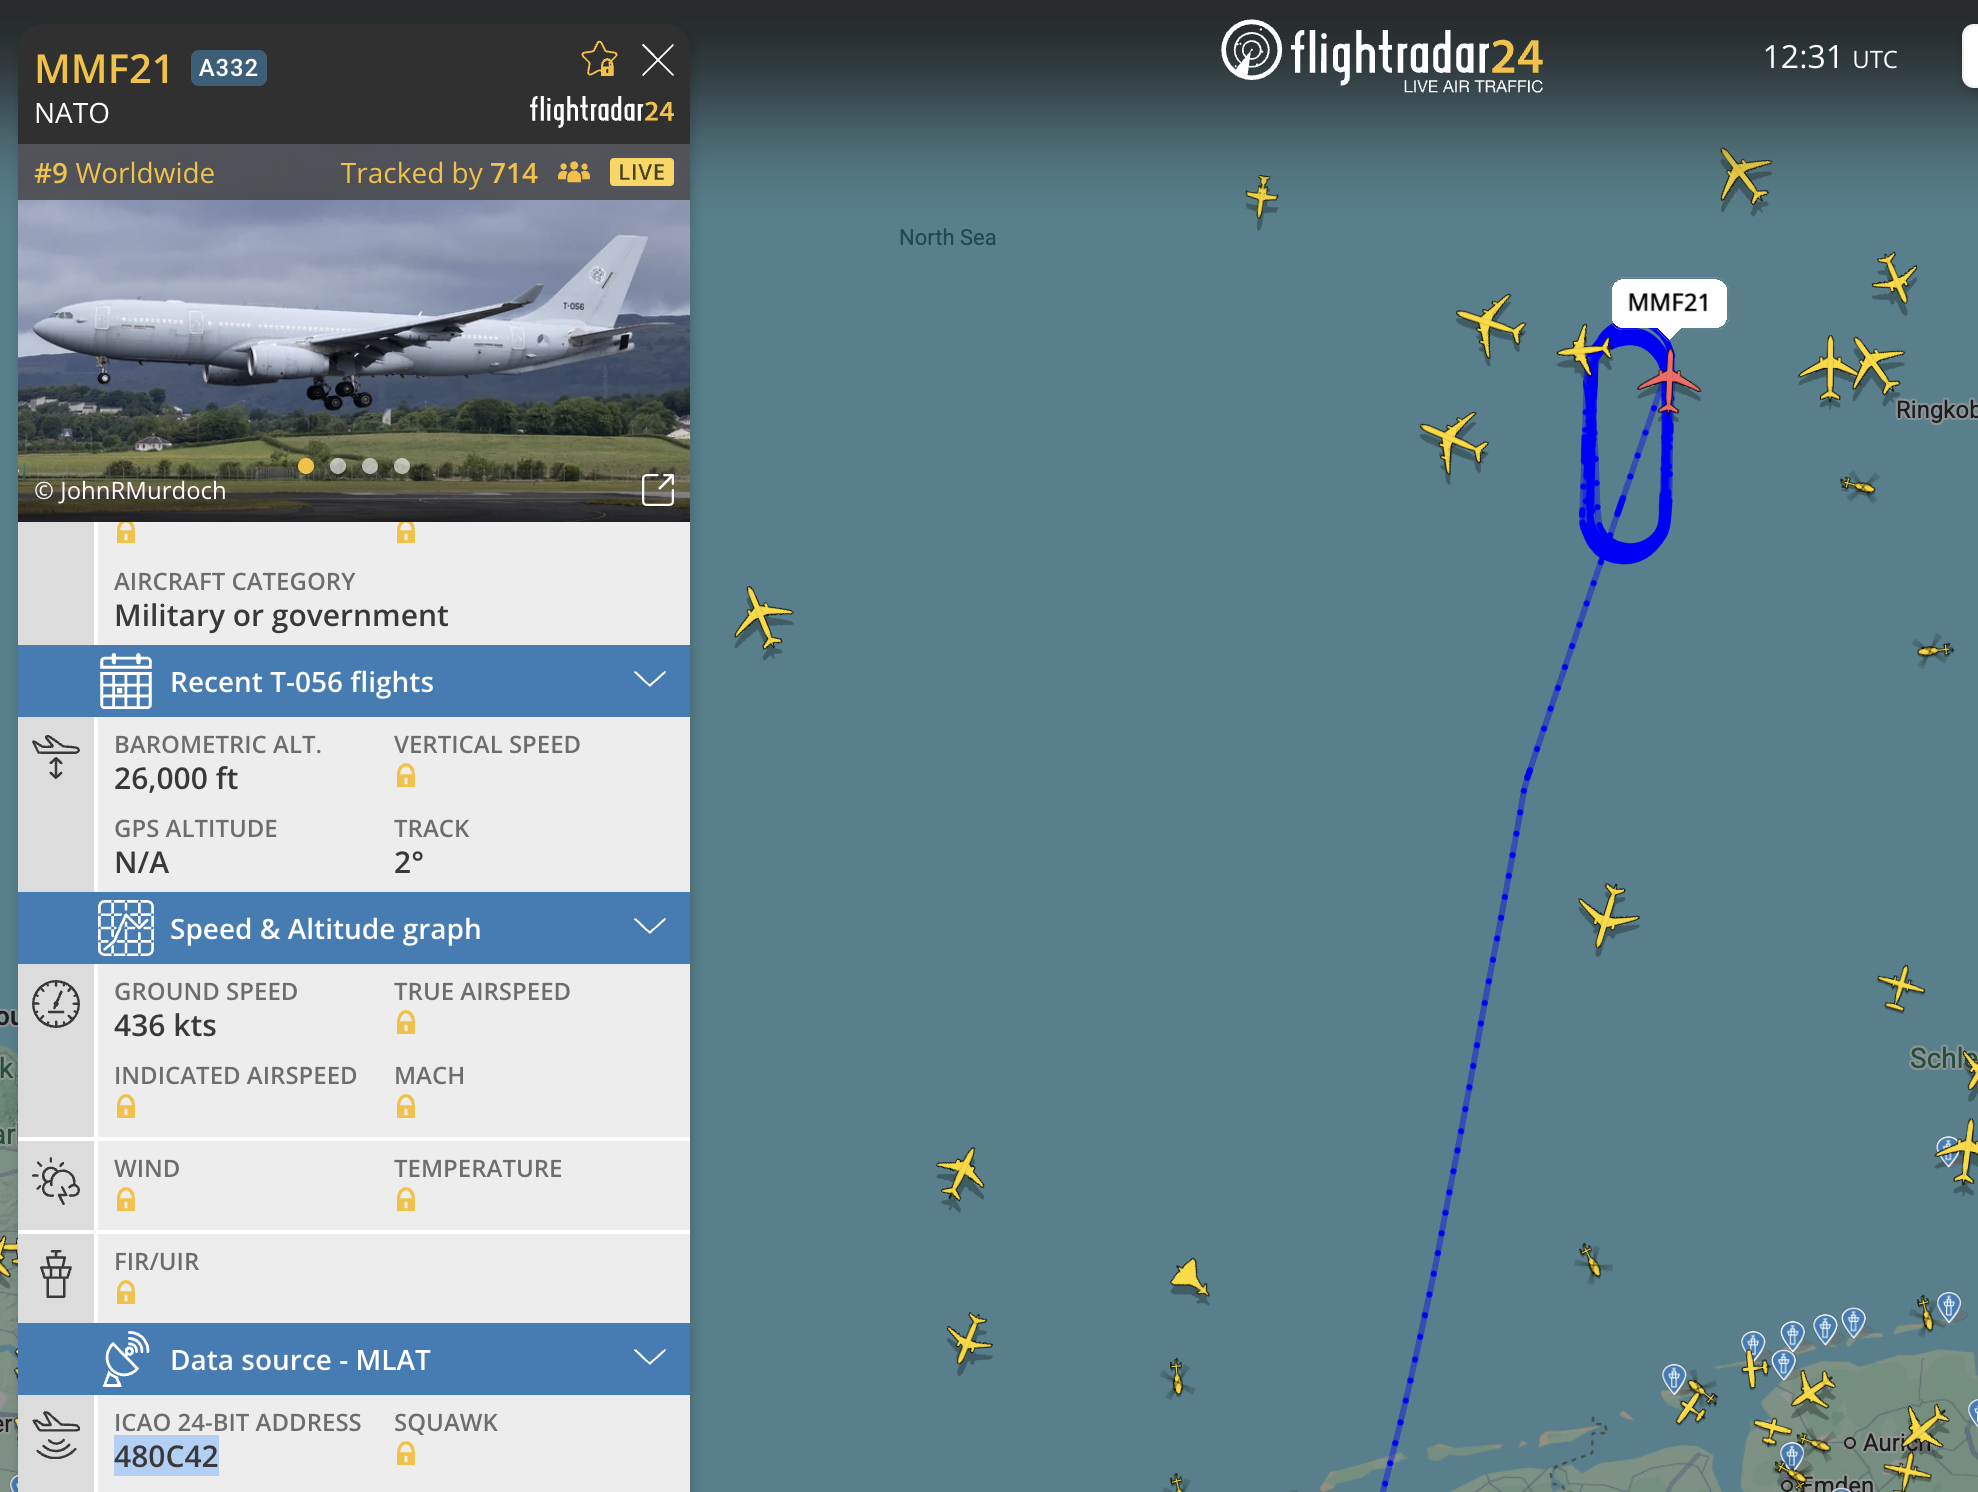 MMF21 A332
NATO
flightradar24
#9 Worldwide
Tracked by 714
LIVE
T-056
© JohnRMurdoch
AIRCRAFT CATEGORY
Military or government
Recent T-056 flights
BAROMETRIC ALT.
26,000 ft
VERTICAL SPEED
GPS ALTITUDE
N/A
TRACK
2°
Speed & Altitude graph
GROUND SPEED
436 kts
TRUE AIRSPEED
INDICATED AIRSPEED
MACH
WIND
TEMPERATURE
FIR/UIR
Data source - MLAT
ICAO 24-BIT ADDRESS
480C42
SQUAWK
flightradar24
LIVE AIR TRAFFIC
12:31 UTC
North Sea
MMF21
Ringkob
Schle
Aurich
Emden